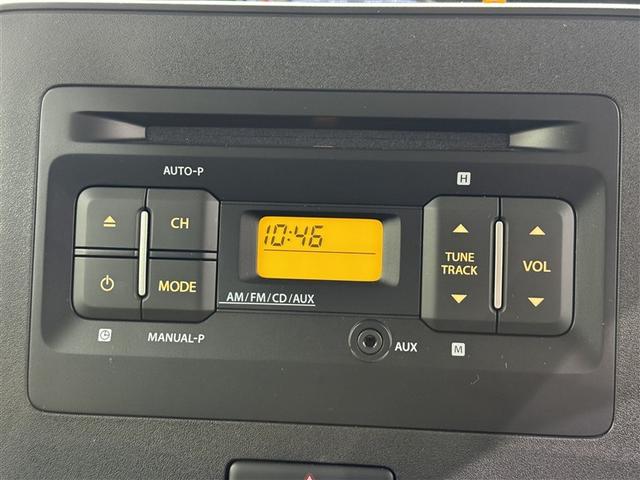 AUTO-P
H
CH
10:46
TUNE
TRACK
VOL
MODE
AM/FM/CD/AUX
MANUAL-P
AUX
M